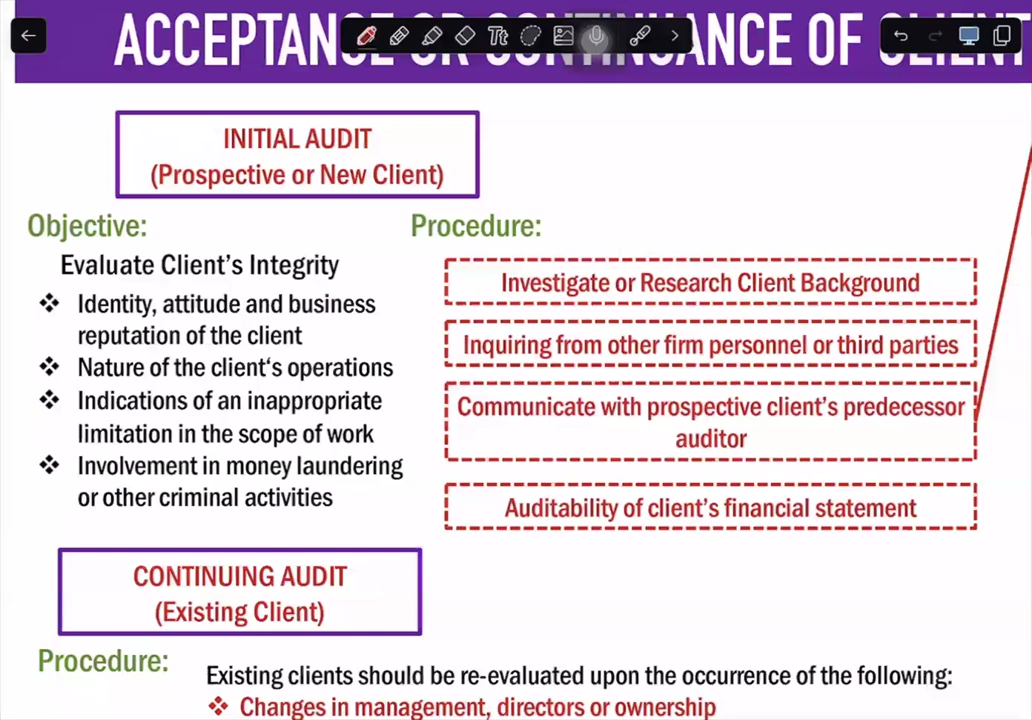 ACCEPTANCE OR CONTINUANCE OF CLIENT
INITIAL AUDIT
(Prospective or New Client)
Objective:
Evaluate Client's Integrity
❖ Identity, attitude and business
reputation of the client
❖ Nature of the client's operations
❖ Indications of an inappropriate
limitation in the scope of work
❖ Involvement in money laundering
or other criminal activities
Procedure:
Investigate or Research Client Background
Inquiring from other firm personnel or third parties
Communicate with prospective client's predecessor
auditor
Auditability of client's financial statement
CONTINUING AUDIT
(Existing Client)
Procedure:
Existing clients should be re-evaluated upon the occurrence of the following:
❖ Changes in management, directors or ownership